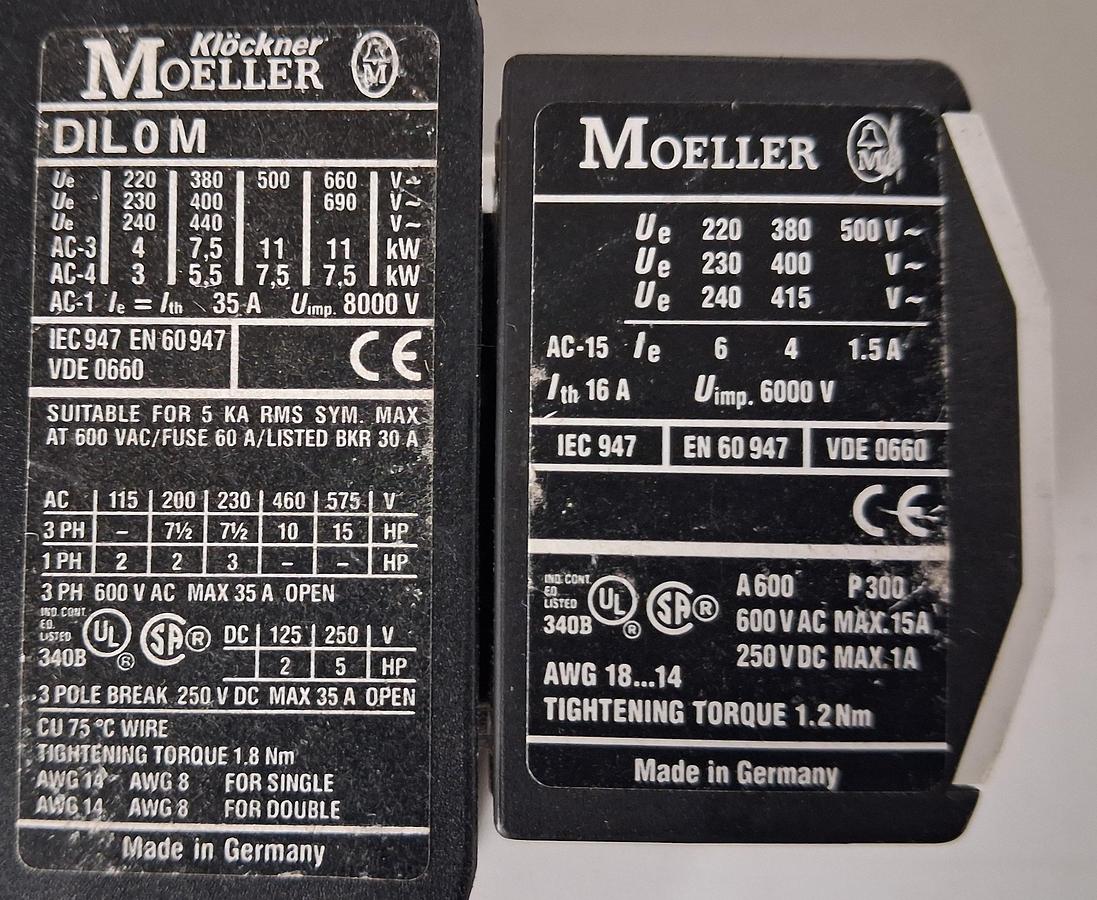 Klöckner
MOELLER
DIL 0 M
Ue 220 380 500 660 V~
Ue 230 400 690 V~
Ue 240 440 V~
AC-3 4 7,5 11 11 kW
AC-4 3 5,5 7,5 7,5 kW
AC-1 Ie = Ith 35 A Uimp. 8000 V
IEC 947 EN 60 947
VDE 0660
CE
SUITABLE FOR 5 KA RMS SYM. MAX
AT 600 VAC/FUSE 60 A/LISTED BKR 30 A
AC 115 200 230 460 575 V
3 PH – 7½ 7½ 10 15 HP
1 PH 2 2 3 – – HP
3 PH 600 V AC MAX 35 A OPEN
IND. CONT.
EQ.
LISTED
340B
UL ®
SA ®
DC 125 250 V
2 5 HP
3 POLE BREAK 250 V DC MAX 35 A OPEN
CU 75 °C WIRE
TIGHTENING TORQUE 1.8 Nm
AWG 14 AWG 8 FOR SINGLE
AWG 14 AWG 8 FOR DOUBLE
Made in Germany
MOELLER
Ue 220 380 500 V~
Ue 230 400 V~
Ue 240 415 V~
AC-15 Ie 6 4 1.5 A
Ith 16 A Uimp. 6000 V
IEC 947 EN 60 947 VDE 0660
CE
IND. CONT.
EQ.
LISTED
340B
UL ®
SA ®
A 600 P 300
600 V AC MAX. 15A
250 V DC MAX. 1A
AWG 18...14
TIGHTENING TORQUE 1.2 Nm
Made in Germany